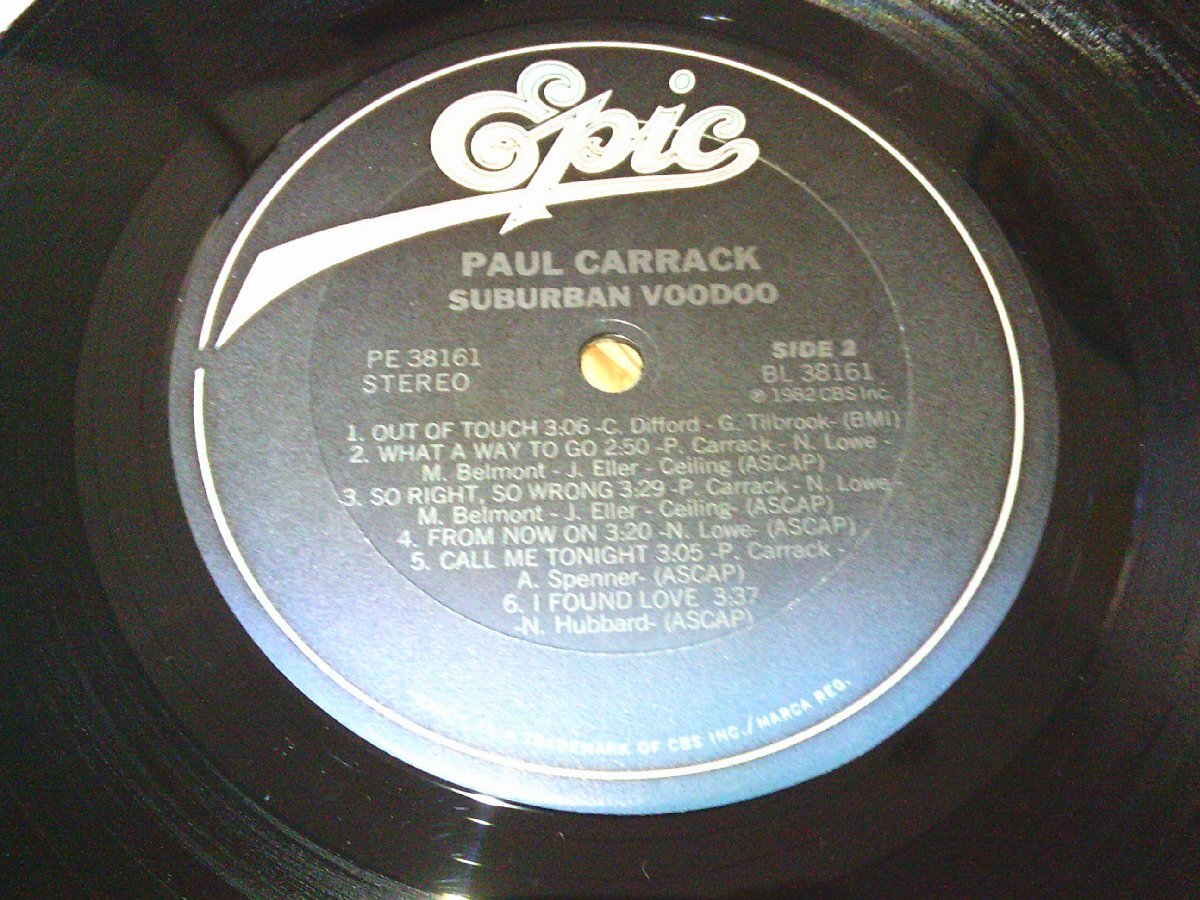 Epic
PAUL CARRACK
SUBURBAN VOODOO
PE 38161
STEREO
SIDE 2
BL 38161
℗ 1982 CBS Inc.
1. OUT OF TOUCH 3:06 -C. Difford - G. Tilbrook- (BMI)
2. WHAT A WAY TO GO 2:50 -P. Carrack - N. Lowe -
M. Belmont - J. Eller - Ceiling (ASCAP)
3. SO RIGHT, SO WRONG 3:29 -P. Carrack - N. Lowe -
M. Belmont - J. Eller - Ceiling- (ASCAP)
4. FROM NOW ON 3:20 -N. Lowe- (ASCAP)
5. CALL ME TONIGHT 3:05 -P. Carrack -
A. Spenner- (ASCAP)
6. I FOUND LOVE 3:37
-N. Hubbard- (ASCAP)
TRADEMARK OF CBS INC./MARCA REG.